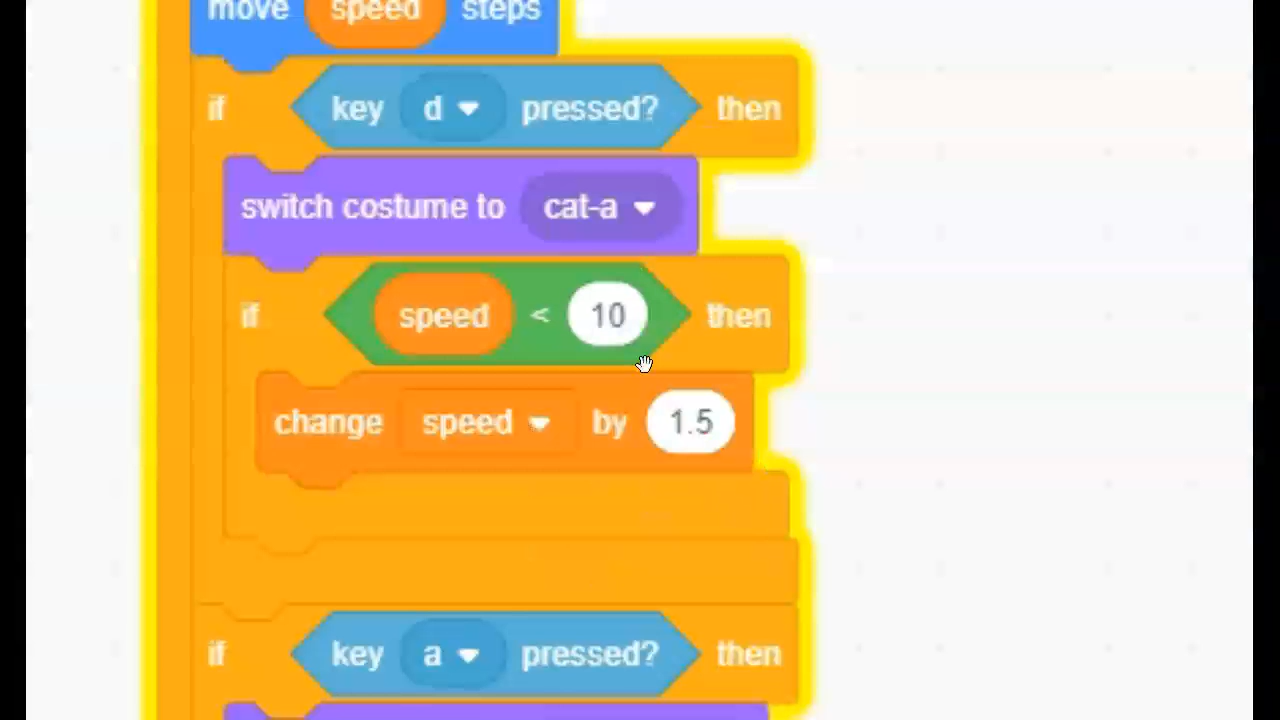 move speed steps
if key d pressed? then
switch costume to cat-a
if speed < 10 then
change speed by 1.5
if key a pressed? then